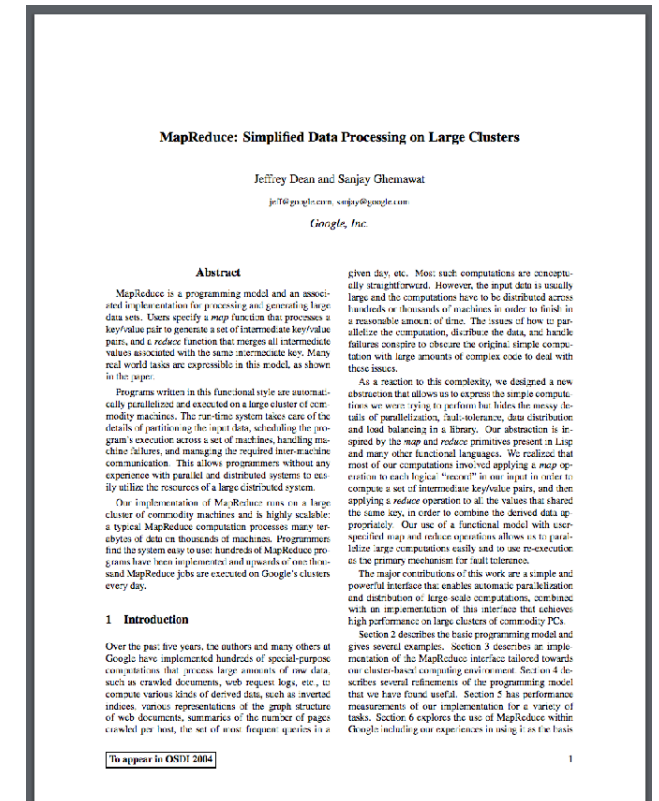 MapReduce: Simplified Data Processing on Large Clusters
Jeffrey Dean and Sanjay Ghemawat
jeff@google.com, sanjay@google.com
Google, Inc.
Abstract
MapReduce is a programming model and an associ-
ated implementation for processing and generating large
data sets. Users specify a map function that processes a
key/value pair to generate a set of intermediate key/value
pairs, and a reduce function that merges all intermediate
values associated with the same intermediate key. Many
real world tasks are expressible in this model, as shown
in the paper.
Programs written in this functional style are automati-
cally parallelized and executed on a large cluster of com-
modity machines. The run-time system takes care of the
details of partitioning the input data, scheduling the pro-
gram's execution across a set of machines, handling ma-
chine failures, and managing the required inter-machine
communication. This allows programmers without any
experience with parallel and distributed systems to eas-
ily utilize the resources of a large distributed system.
Our implementation of MapReduce runs on a large
cluster of commodity machines and is highly scalable:
a typical MapReduce computation processes many ter-
abytes of data on thousands of machines. Programmers
find the system easy to use: hundreds of MapReduce pro-
grams have been implemented and upwards of one thou-
sand MapReduce jobs are executed on Google's clusters
every day.
1 Introduction
Over the past five years, the authors and many others at
Google have implemented hundreds of special-purpose
computations that process large amounts of raw data,
such as crawled documents, web request logs, etc., to
compute various kinds of derived data, such as inverted
indices, various representations of the graph structure
of web documents, summaries of the number of pages
crawled per host, the set of most frequent queries in a
given day, etc. Most such computations are conceptu-
ally straightforward. However, the input data is usually
large and the computations have to be distributed across
hundreds or thousands of machines in order to finish in
a reasonable amount of time. The issues of how to par-
allelize the computation, distribute the data, and handle
failures conspire to obscure the original simple compu-
tation with large amounts of complex code to deal with
these issues.
As a reaction to this complexity, we designed a new
abstraction that allows us to express the simple computa-
tions we were trying to perform but hides the messy de-
tails of parallelization, fault-tolerance, data distribution
and load balancing in a library. Our abstraction is in-
spired by the map and reduce primitives present in Lisp
and many other functional languages. We realized that
most of our computations involved applying a map op-
eration to each logical “record” in our input in order to
compute a set of intermediate key/value pairs, and then
applying a reduce operation to all the values that shared
the same key, in order to combine the derived data ap-
propriately. Our use of a functional model with user-
specified map and reduce operations allows us to paral-
lelize large computations easily and to use re-execution
as the primary mechanism for fault tolerance.
The major contributions of this work are a simple and
powerful interface that enables automatic parallelization
and distribution of large-scale computations, combined
with an implementation of this interface that achieves
high performance on large clusters of commodity PCs.
Section 2 describes the basic programming model and
gives several examples. Section 3 describes an imple-
mentation of the MapReduce interface tailored towards
our cluster-based computing environment. Section 4 de-
scribes several refinements of the programming model
that we have found useful. Section 5 has performance
measurements of our implementation for a variety of
tasks. Section 6 explores the use of MapReduce within
Google including our experiences in using it as the basis
To appear in OSDI 2004
1